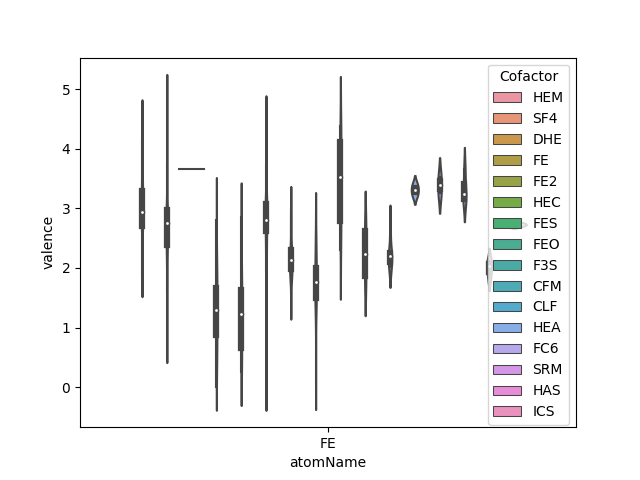 5
4
3
2
1
0
valence
FE
atomName
Cofactor
HEM
SF4
DHE
FE
FE2
HEC
FES
FEO
F3S
CFM
CLF
HEA
FC6
SRM
HAS
ICS